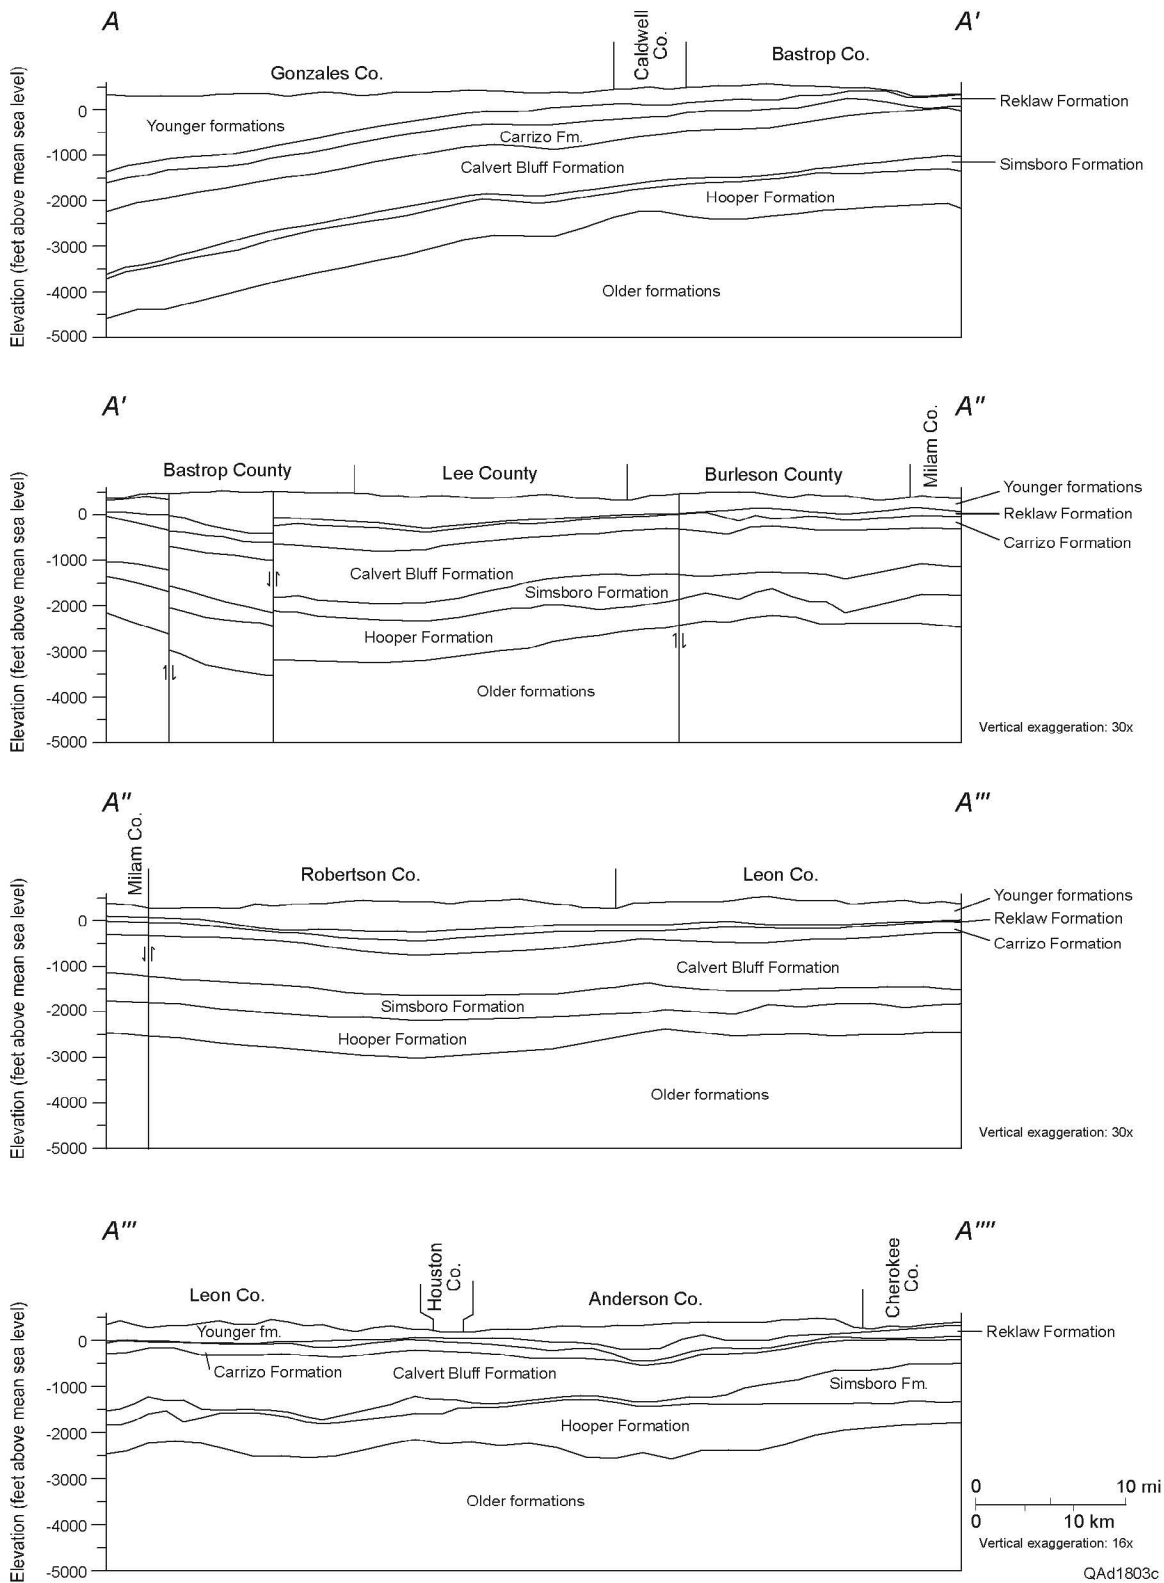 A
A'
Gonzales Co.
Caldwell
Co.
Bastrop Co.
Elevation (feet above mean sea level)
0
-1000
-2000
-3000
-4000
-5000
Younger formations
Carrizo Fm.
Calvert Bluff Formation
Hooper Formation
Older formations
Reklaw Formation
Simsboro Formation
A'
A''
Bastrop County
Lee County
Burleson County
Milam Co.
Elevation (feet above mean sea level)
0
-1000
-2000
-3000
-4000
-5000
Calvert Bluff Formation
Simsboro Formation
Hooper Formation
Older formations
Younger formations
Reklaw Formation
Carrizo Formation
Vertical exaggeration: 30x
A''
A'''
Milam Co.
Robertson Co.
Leon Co.
Elevation (feet above mean sea level)
0
-1000
-2000
-3000
-4000
-5000
Calvert Bluff Formation
Simsboro Formation
Hooper Formation
Older formations
Younger formations
Reklaw Formation
Carrizo Formation
Vertical exaggeration: 30x
A'''
A''''
Leon Co.
Houston
Co.
Anderson Co.
Cherokee
Co.
Elevation (feet above mean sea level)
0
-1000
-2000
-3000
-4000
-5000
Younger fm.
Carrizo Formation
Calvert Bluff Formation
Simsboro Fm.
Hooper Formation
Older formations
Reklaw Formation
0 10 mi
0 10 km
Vertical exaggeration: 16x
QAd1803c